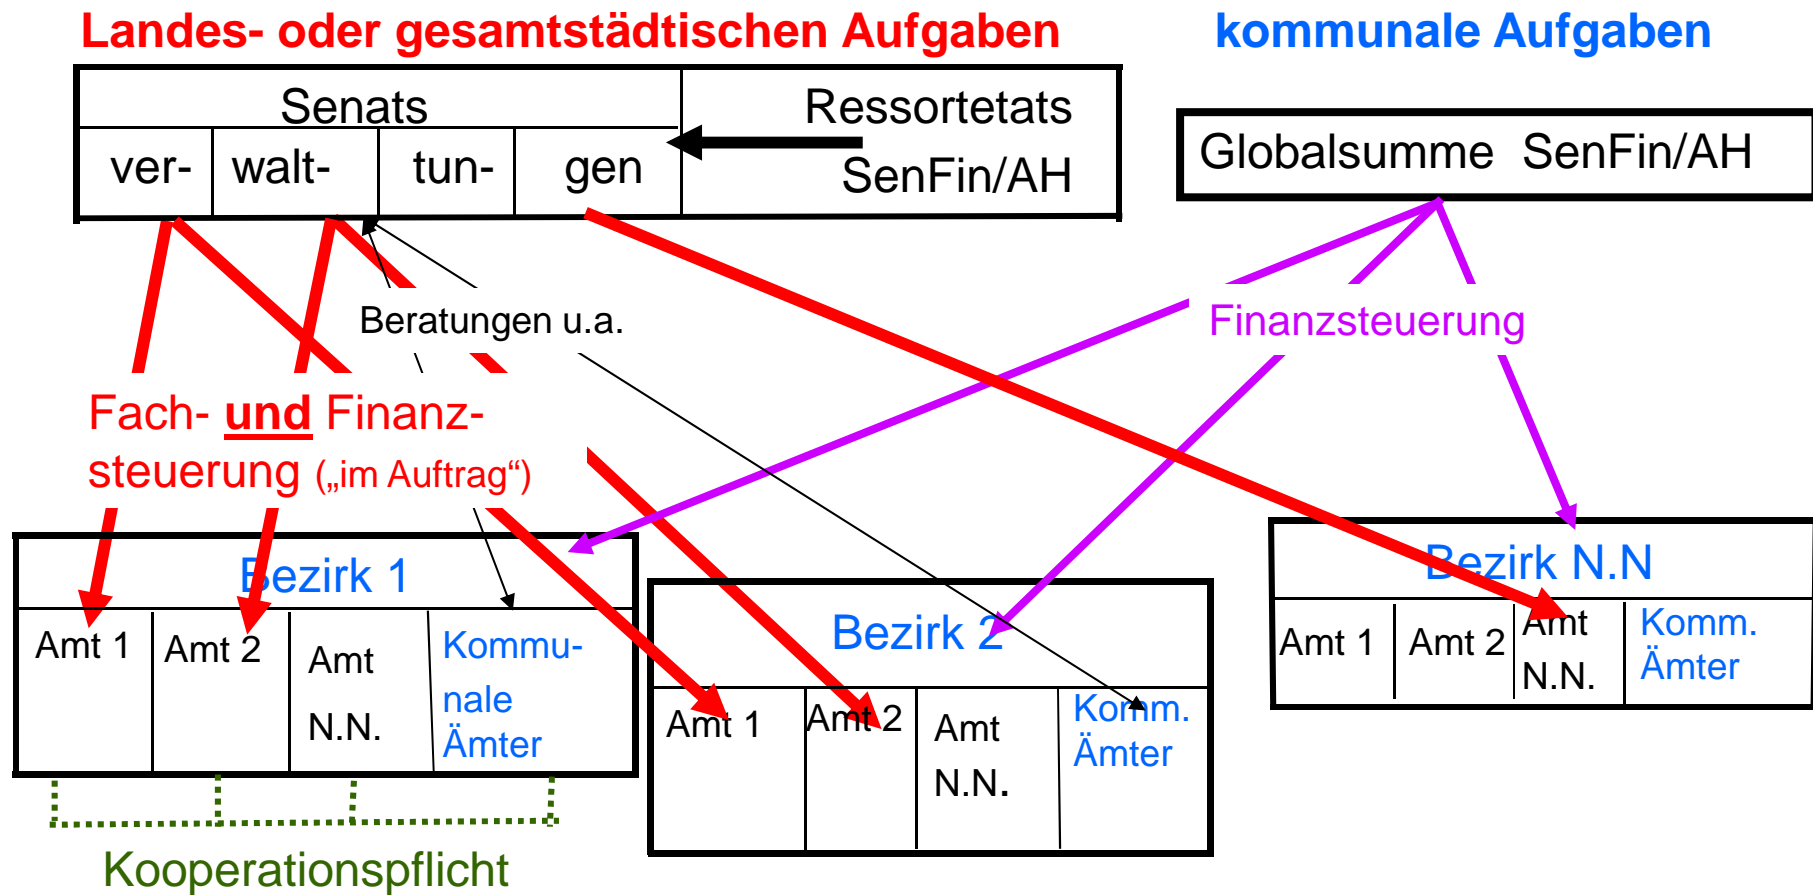 Landes- oder gesamtstädtischen Aufgaben
kommunale Aufgaben
Senats
Ressortetats
SenFin/AH
ver-
walt-
tun-
gen
Globalsumme SenFin/AH
Beratungen u.a.
Finanzsteuerung
Fach- und Finanz-
steuerung („im Auftrag“)
Bezirk 1
Amt 1
Amt 2
Amt
N.N.
Kommu-
nale
Ämter
Bezirk 2
Amt 1
Amt 2
Amt
N.N.
Komm.
Ämter
Bezirk N.N
Amt 1
Amt 2
Amt
N.N.
Komm.
Ämter
Kooperationspflicht